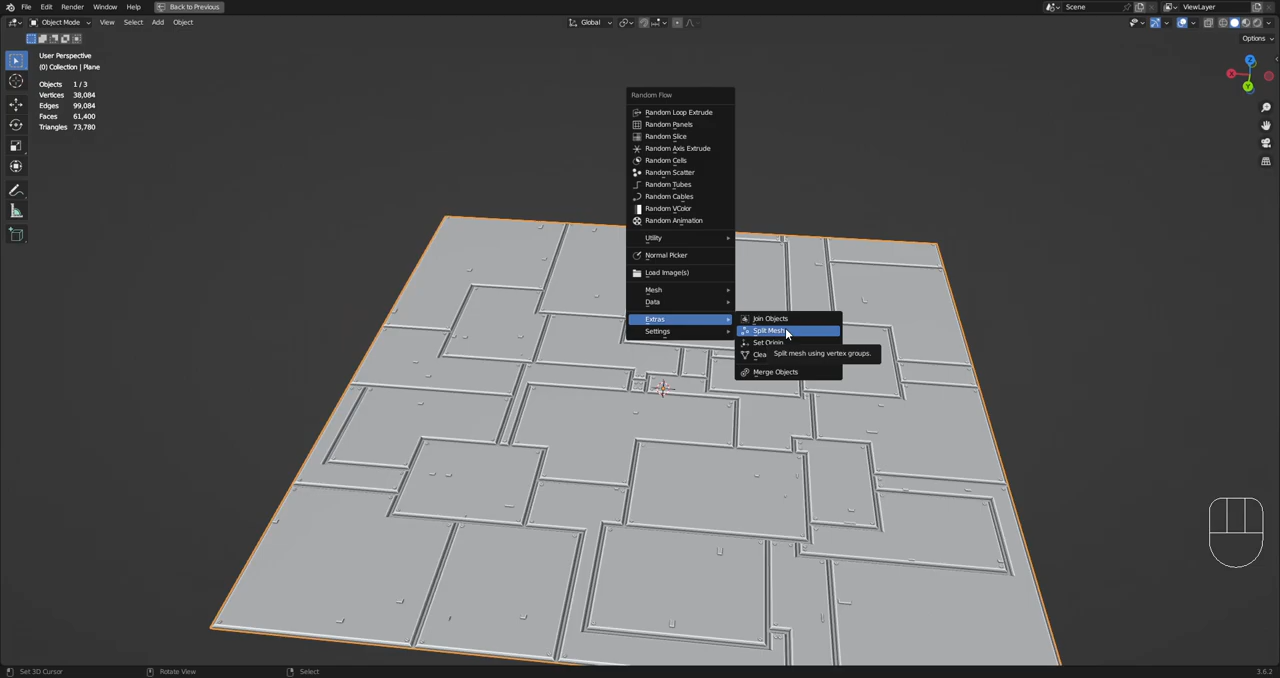 File Edit Render Window Help Back to Previous Scene ViewLayer
Object Mode View Select Add Object Global
Options
User Perspective
(0) Collection | Plane
Objects 1 / 3
Vertices 38,084
Edges 99,084
Faces 61,400
Triangles 73,780
X
Y
Z
Random Flow
Random Loop Extrude
Random Panels
Random Slice
Random Axis Extrude
Random Cells
Random Scatter
Random Tubes
Random Cables
Random VColor
Random Animation
Utility
Normal Picker
Load Image(s)
Mesh
Data
Extras
Settings
Join Objects
Split Mesh
Set Origin
Clea
Split mesh using vertex groups.
Merge Objects
Set 3D Cursor Rotate View Select 3.6.2